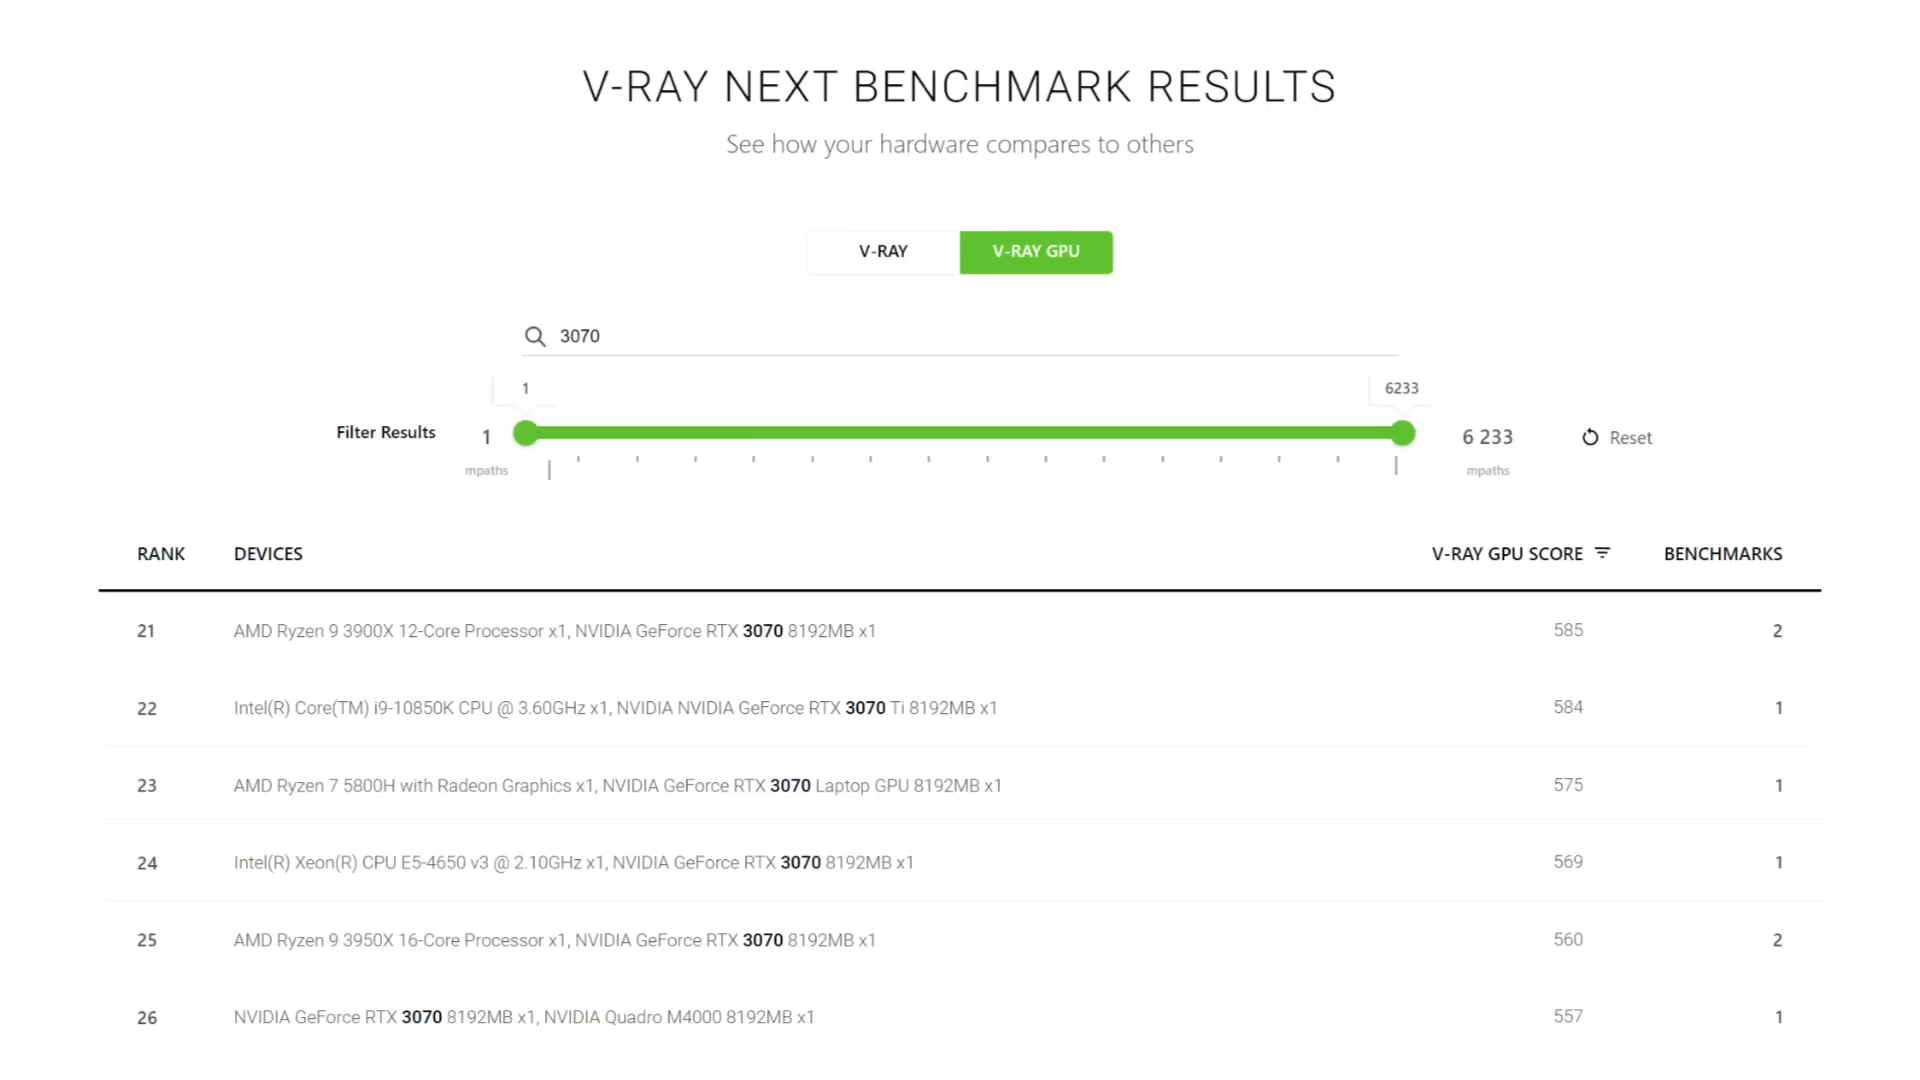 V-RAY NEXT BENCHMARK RESULTS
See how your hardware compares to others
V-RAY V-RAY GPU
3070
1 6233
Filter Results 1 6 233 Reset
mpaths mpaths
RANK DEVICES V-RAY GPU SCORE BENCHMARKS
21 AMD Ryzen 9 3900X 12-Core Processor x1, NVIDIA GeForce RTX 3070 8192MB x1 585 2
22 Intel(R) Core(TM) i9-10850K CPU @ 3.60GHz x1, NVIDIA NVIDIA GeForce RTX 3070 Ti 8192MB x1 584 1
23 AMD Ryzen 7 5800H with Radeon Graphics x1, NVIDIA GeForce RTX 3070 Laptop GPU 8192MB x1 575 1
24 Intel(R) Xeon(R) CPU E5-4650 v3 @ 2.10GHz x1, NVIDIA GeForce RTX 3070 8192MB x1 569 1
25 AMD Ryzen 9 3950X 16-Core Processor x1, NVIDIA GeForce RTX 3070 8192MB x1 560 2
26 NVIDIA GeForce RTX 3070 8192MB x1, NVIDIA Quadro M4000 8192MB x1 557 1